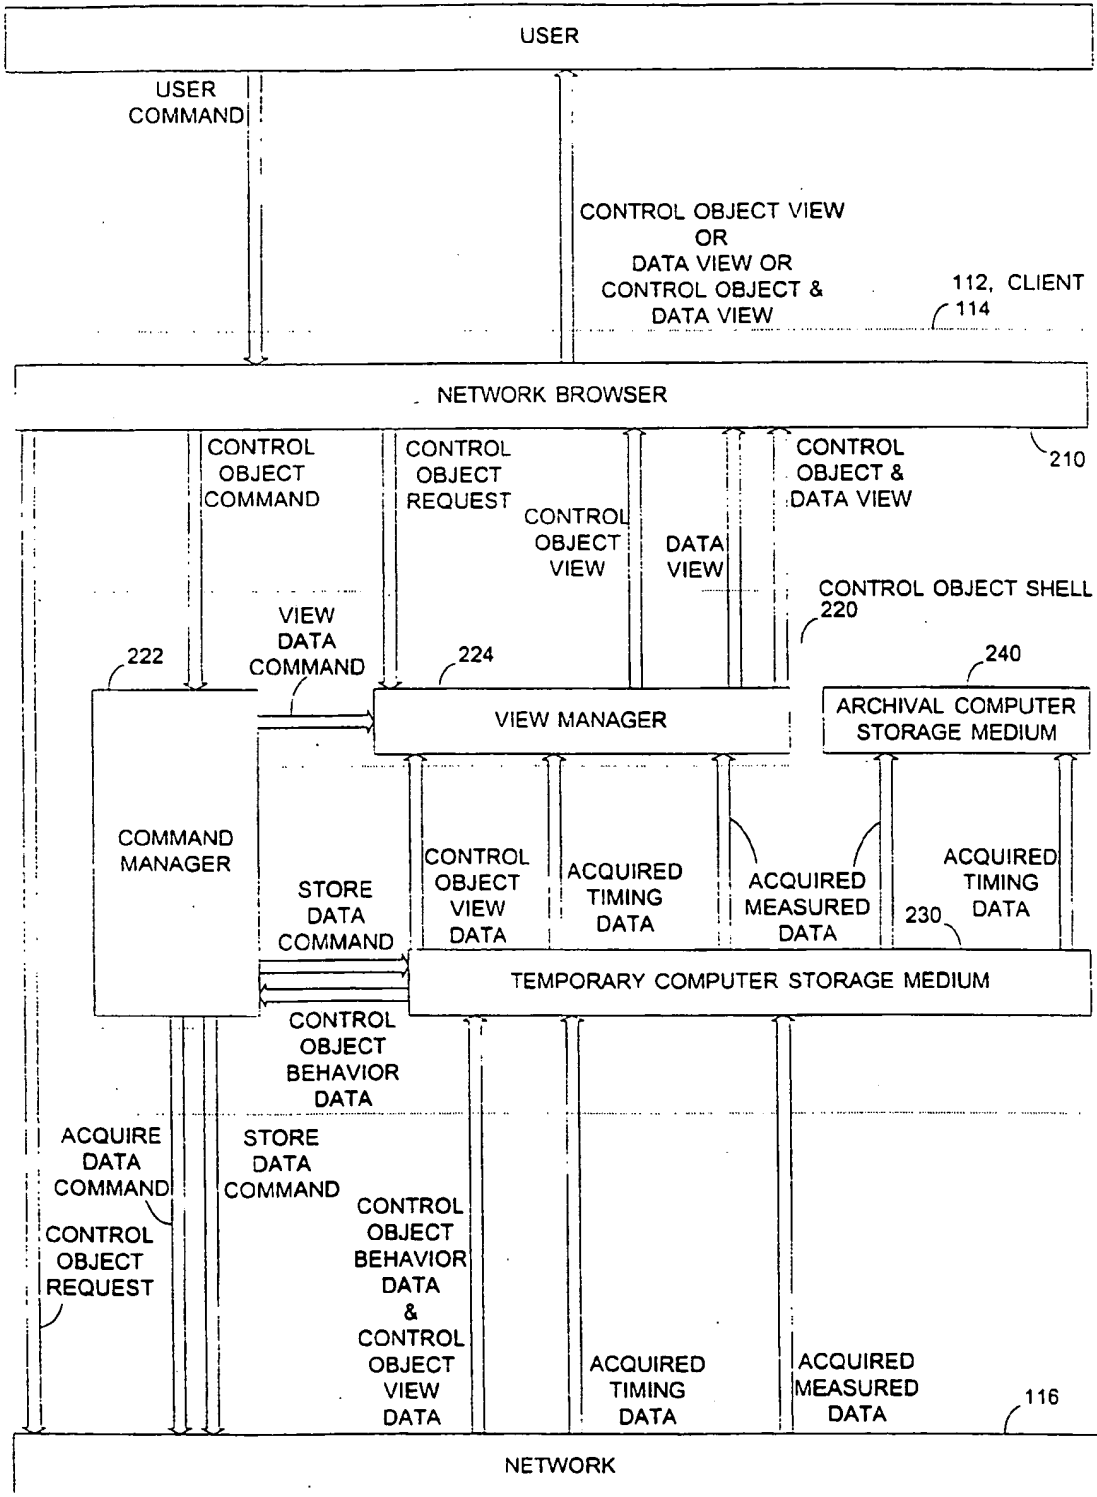 USER
USER
COMMAND
CONTROL OBJECT VIEW
OR
DATA VIEW OR
CONTROL OBJECT &
DATA VIEW
112, CLIENT
114
NETWORK BROWSER
210
CONTROL
OBJECT
COMMAND
CONTROL
OBJECT
REQUEST
CONTROL
OBJECT
VIEW
DATA
VIEW
CONTROL
OBJECT &
DATA VIEW
CONTROL OBJECT SHELL
220
VIEW
DATA
COMMAND
222
224
240
VIEW MANAGER
ARCHIVAL COMPUTER
STORAGE MEDIUM
COMMAND
MANAGER
STORE
DATA
COMMAND
CONTROL
OBJECT
VIEW
DATA
ACQUIRED
TIMING
DATA
ACQUIRED
MEASURED
DATA
ACQUIRED
TIMING
DATA
230
TEMPORARY COMPUTER STORAGE MEDIUM
CONTROL
OBJECT
BEHAVIOR
DATA
ACQUIRE
DATA
COMMAND
STORE
DATA
COMMAND
CONTROL
OBJECT
REQUEST
CONTROL
OBJECT
BEHAVIOR
DATA
&
CONTROL
OBJECT
VIEW
DATA
ACQUIRED
TIMING
DATA
ACQUIRED
MEASURED
DATA
116
NETWORK